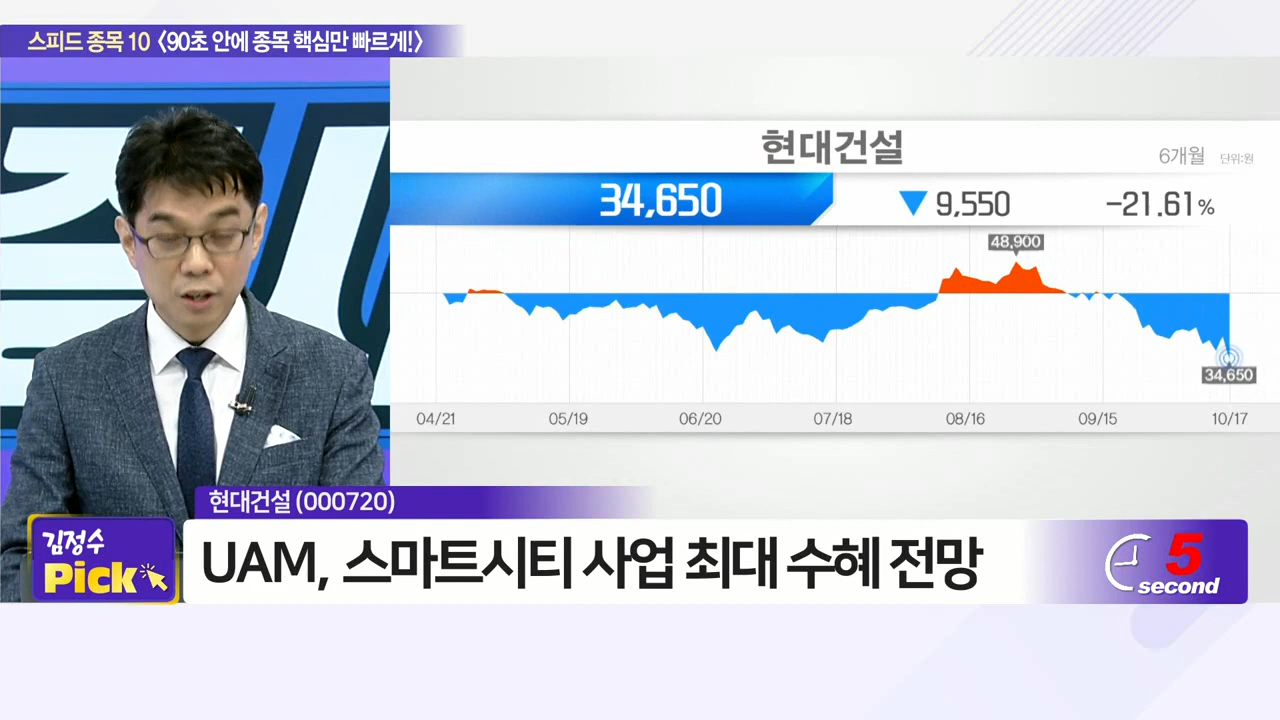 스피드 종목 10 <90초 안에 종목 핵심만 빠르게!>
현대건설
6개월 단위:원
34,650 ▼ 9,550 -21.61%
48,900
34,650
04/21 05/19 06/20 07/18 08/16 09/15 10/17
현대건설 (000720)
김정수
Pick
UAM, 스마트시티 사업 최대 수혜 전망
5
second